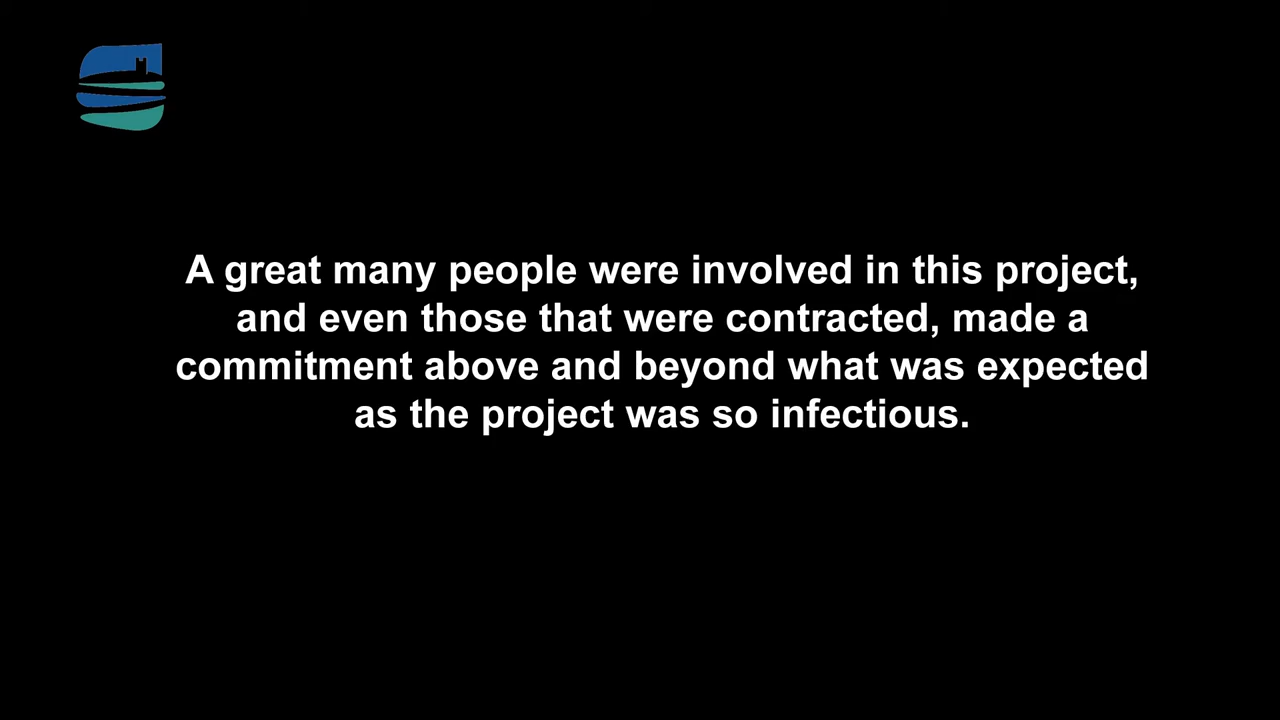 A great many people were involved in this project,
and even those that were contracted, made a
commitment above and beyond what was expected
as the project was so infectious.